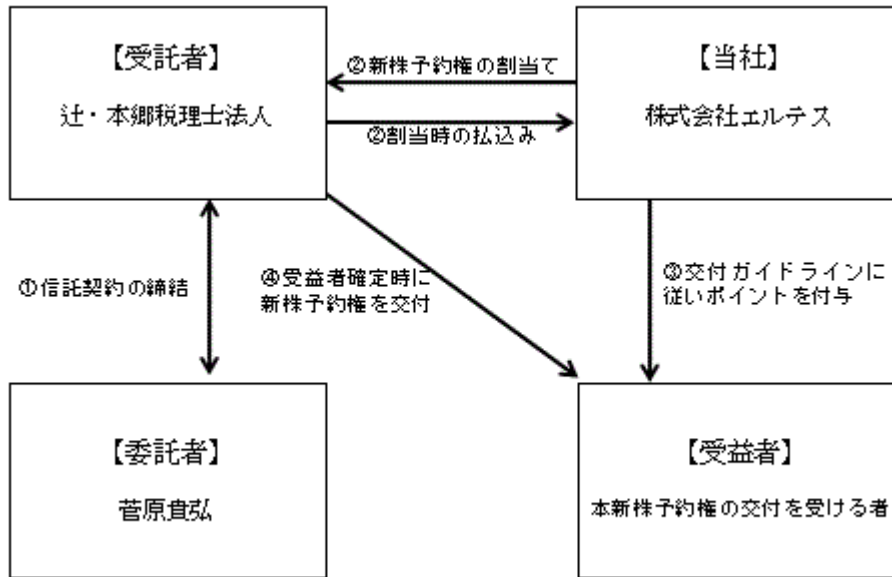 【受託者】
辻・本郷税理士法人
②新株予約権の割当て
②割当時の払込み
【当社】
株式会社エルテス
①信託契約の締結
④受益者確定時に
新株予約権を交付
③交付ガイドラインに
従いポイントを付与
【委託者】
菅原貴弘
【受益者】
本新株予約権の交付を受ける者